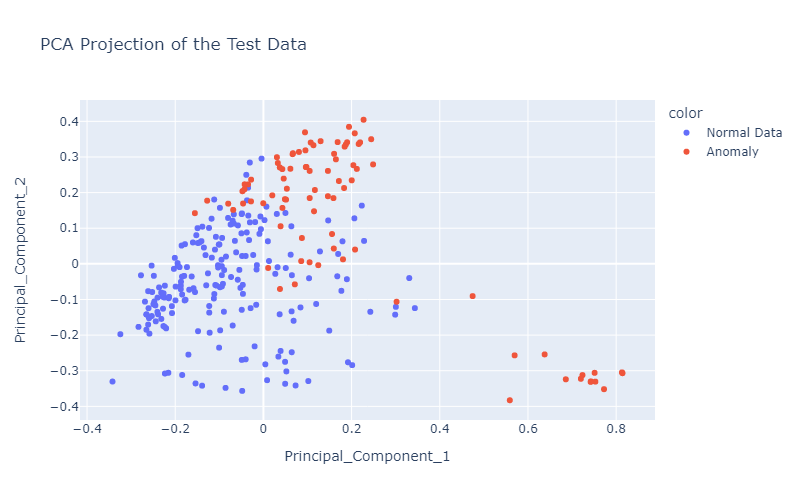 PCA Projection of the Test Data
color
Normal Data
Anomaly
Principal_Component_2
0.4
0.3
0.2
0.1
0
−0.1
−0.2
−0.3
−0.4
−0.4
−0.2
0
0.2
0.4
0.6
0.8
Principal_Component_1